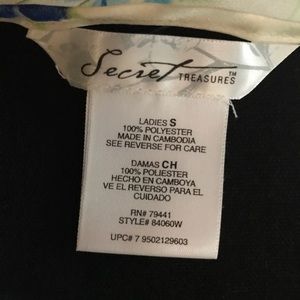 Secret TREASURES™
LADIES S
100% POLYESTER
MADE IN CAMBODIA
SEE REVERSE FOR CARE
DAMAS CH
100% POLIESTER
HECHO EN CAMBOYA
VE EL REVERSO PARA EL
CUIDADO
RN# 79441
STYLE# 84060W
UPC# 7 9502129603